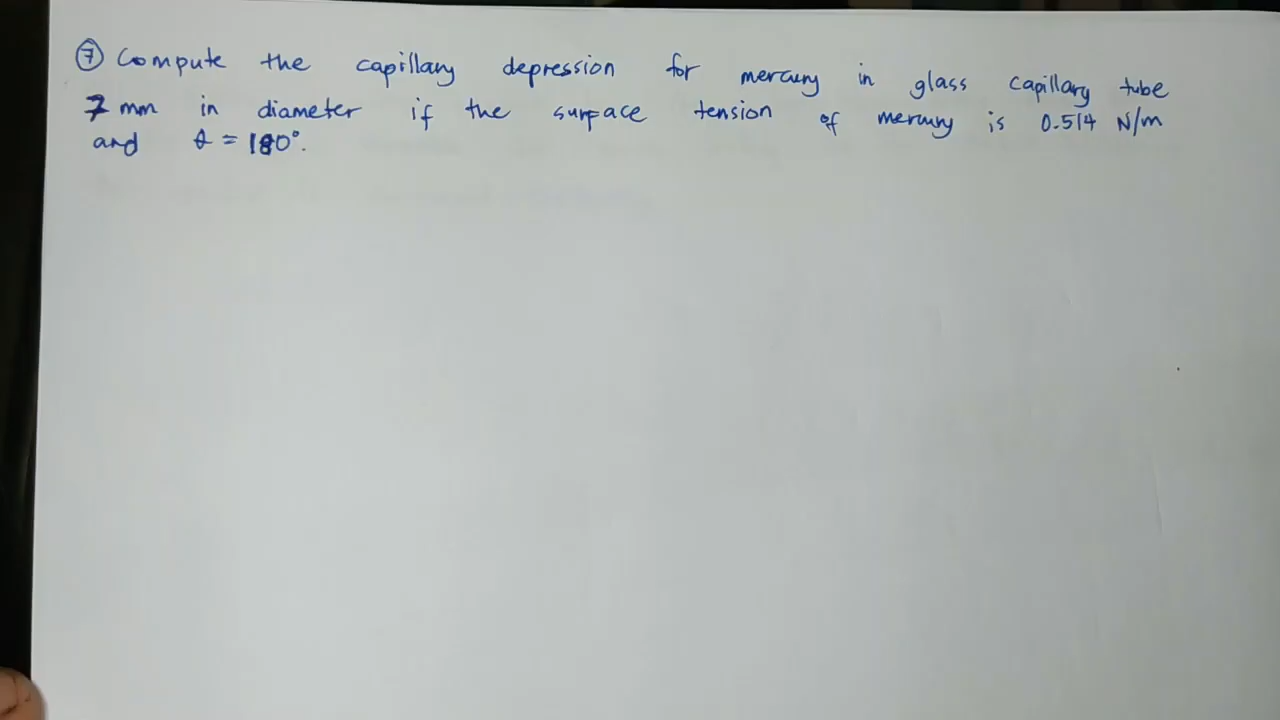 ⑦ Compute the capillary depression for mercury in glass capillary tube
7 mm in diameter if the surface tension of mercury is 0.514 N/m
and θ = 180°.